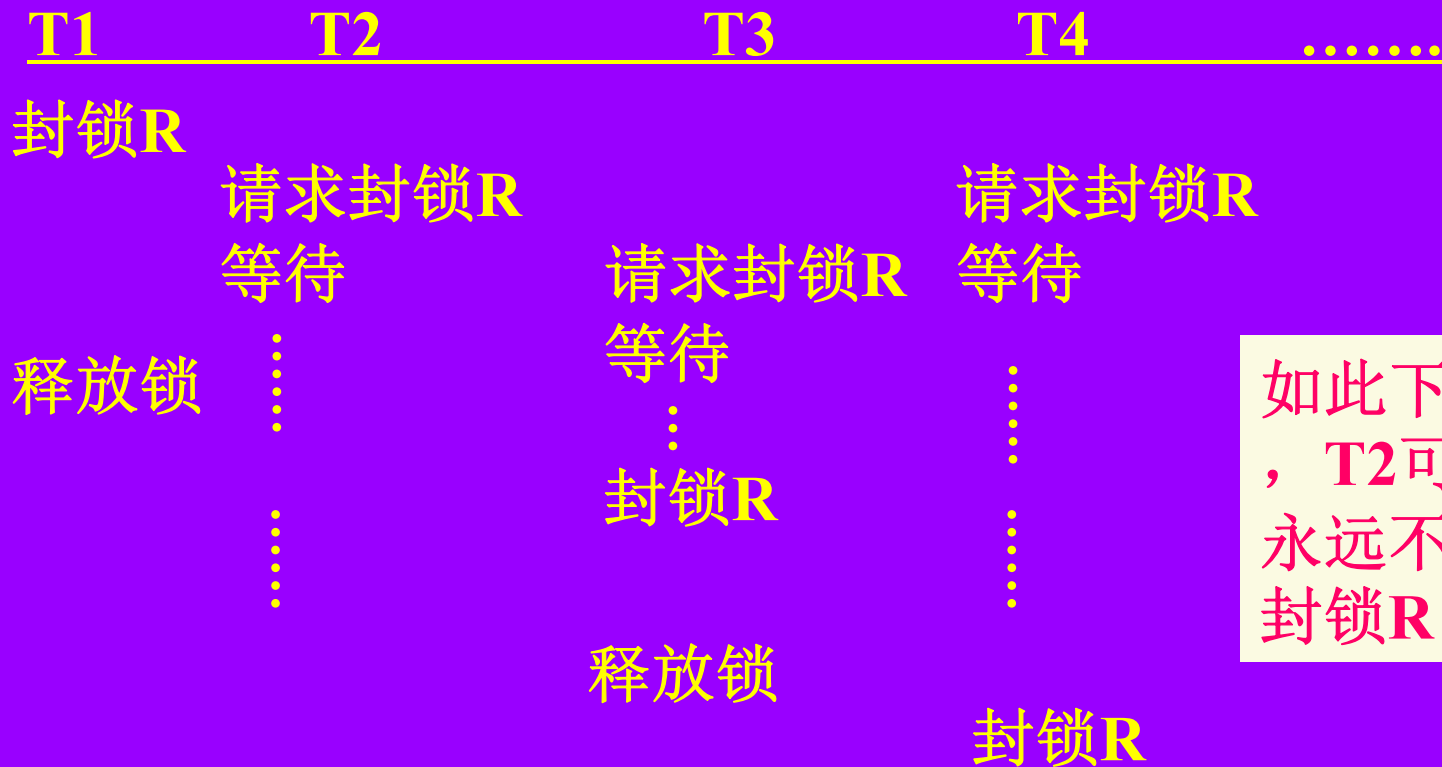 T1 T2 T3 T4 .......
封锁R
请求封锁R 请求封锁R
等待 请求封锁R 等待
等待
释放锁 ......
...
......
封锁R
...... ......
释放锁
封锁R
如此下
，T2可
永远不
封锁R